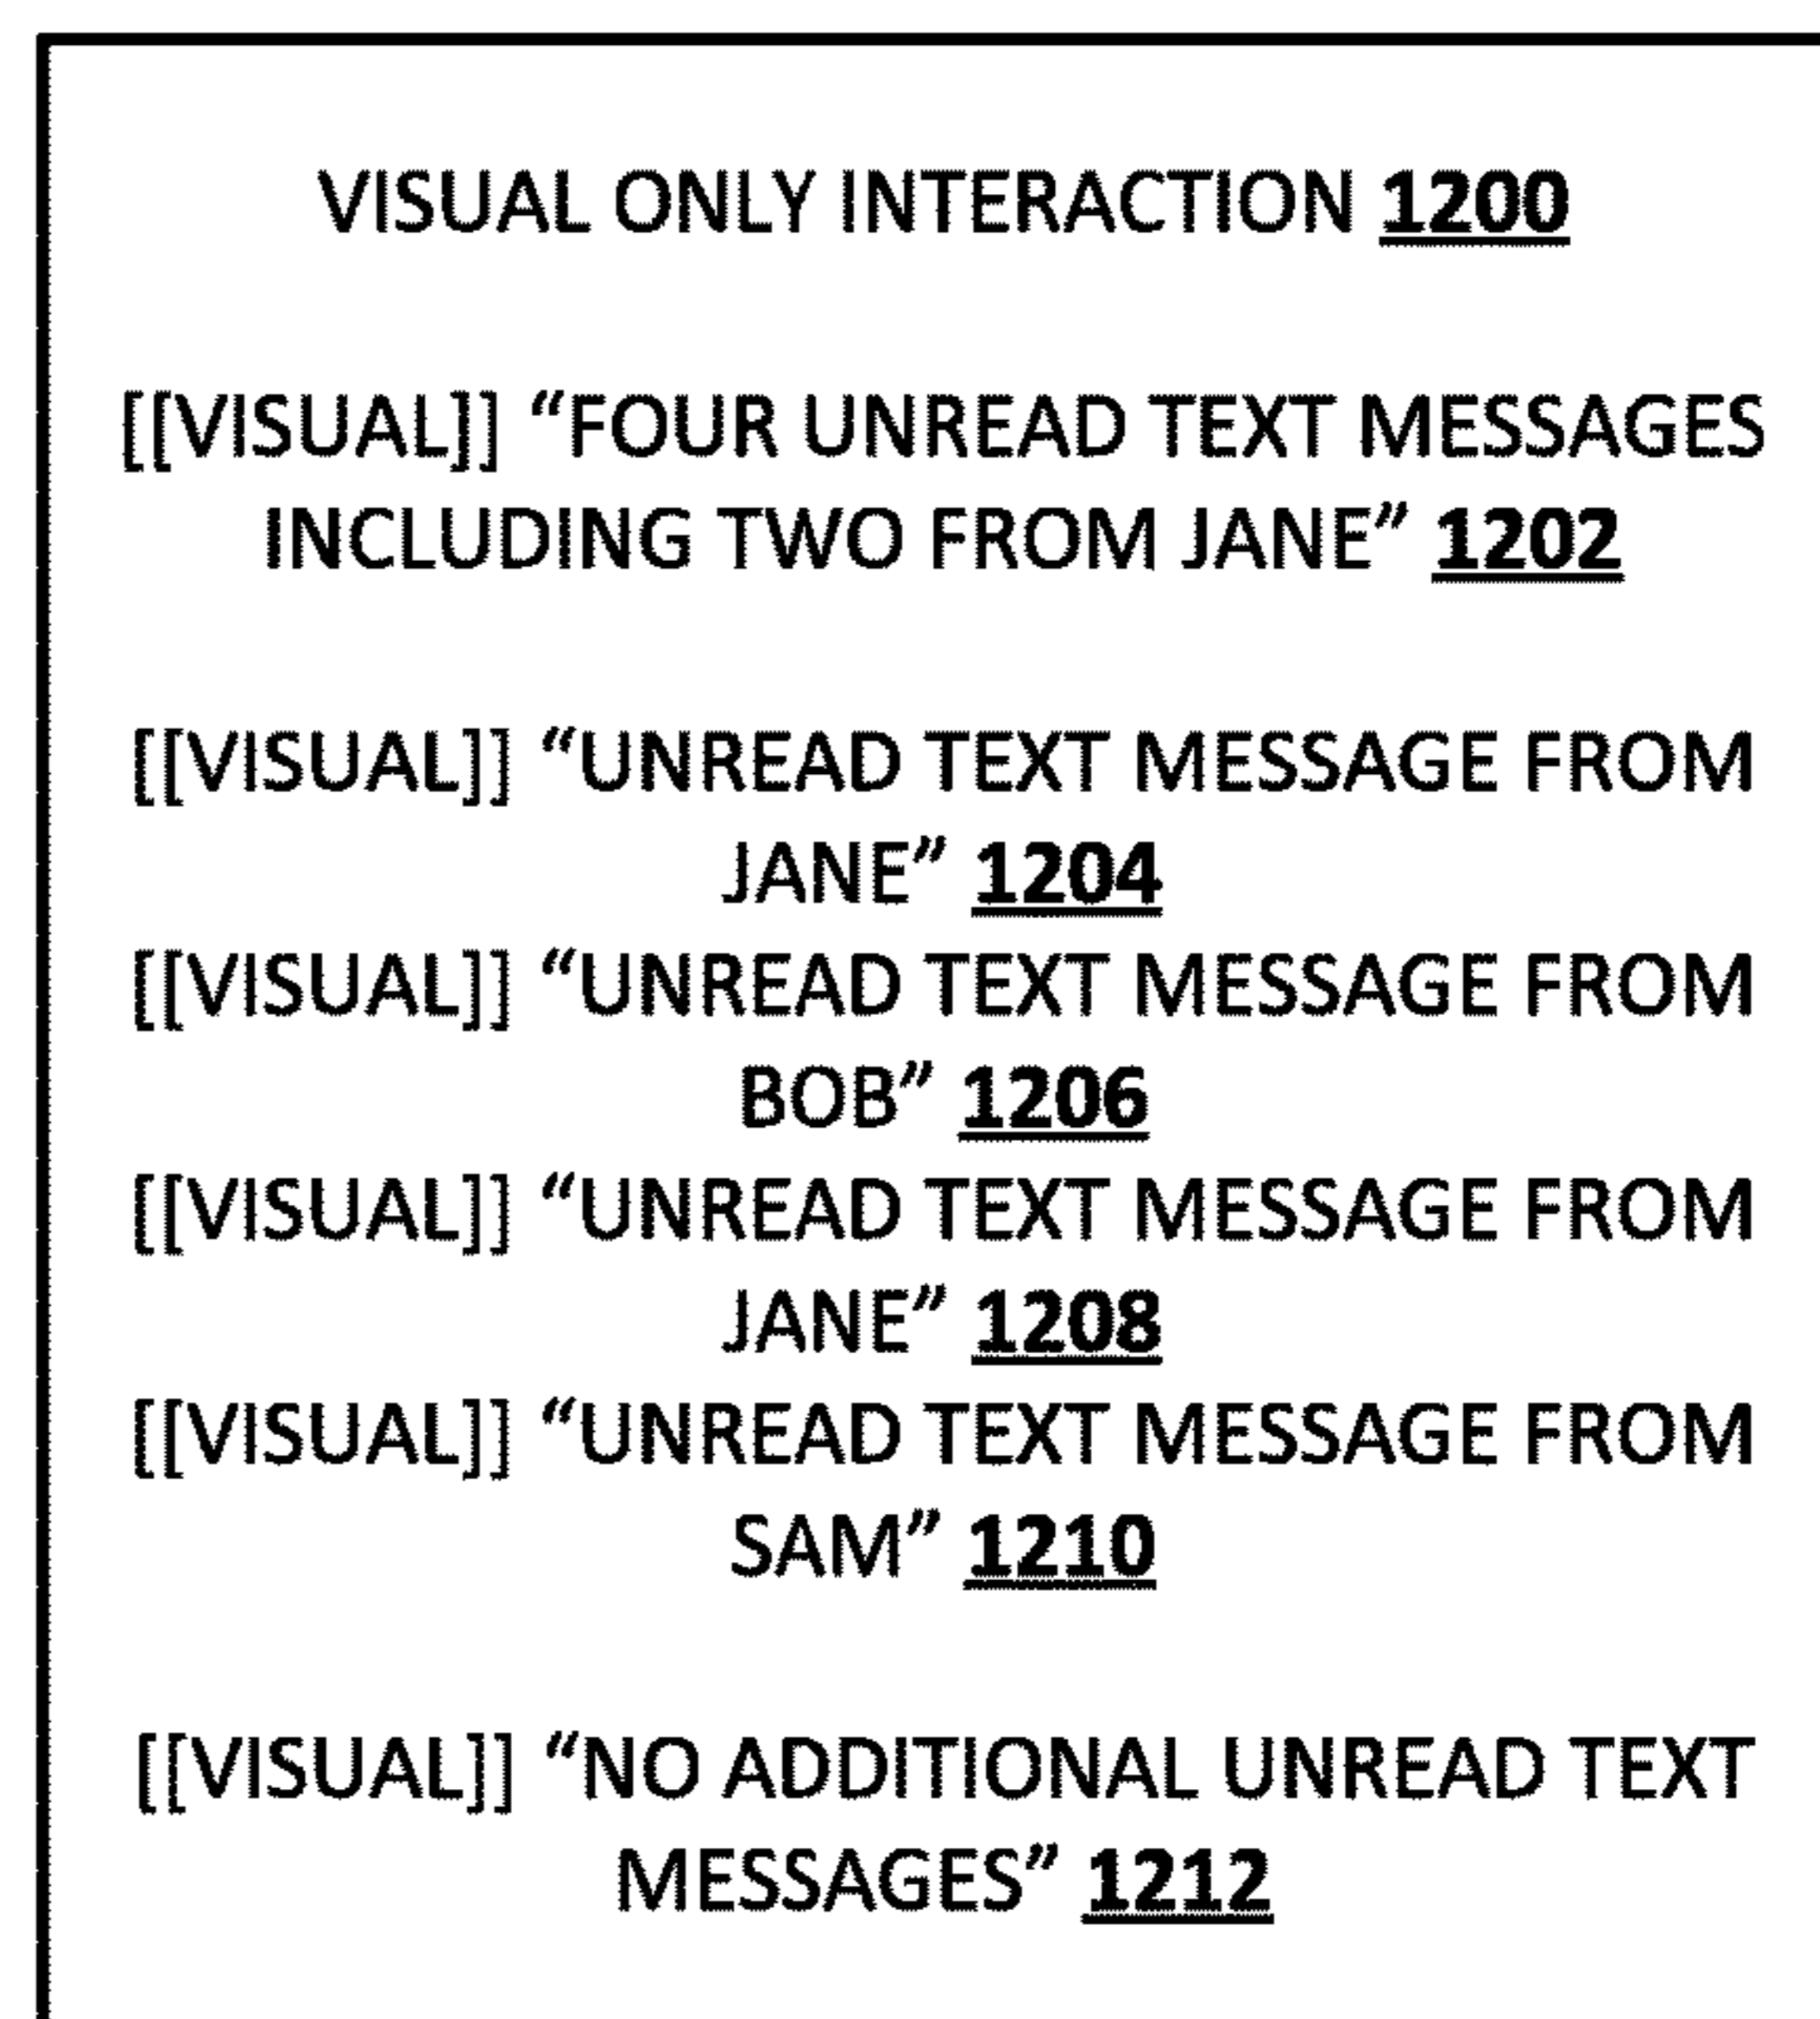 VISUAL ONLY INTERACTION 1200
[[VISUAL]] “FOUR UNREAD TEXT MESSAGES
INCLUDING TWO FROM JANE” 1202
[[VISUAL]] “UNREAD TEXT MESSAGE FROM
JANE” 1204
[[VISUAL]] “UNREAD TEXT MESSAGE FROM
BOB” 1206
[[VISUAL]] “UNREAD TEXT MESSAGE FROM
JANE” 1208
[[VISUAL]] “UNREAD TEXT MESSAGE FROM
SAM” 1210
[[VISUAL]] “NO ADDITIONAL UNREAD TEXT
MESSAGES” 1212